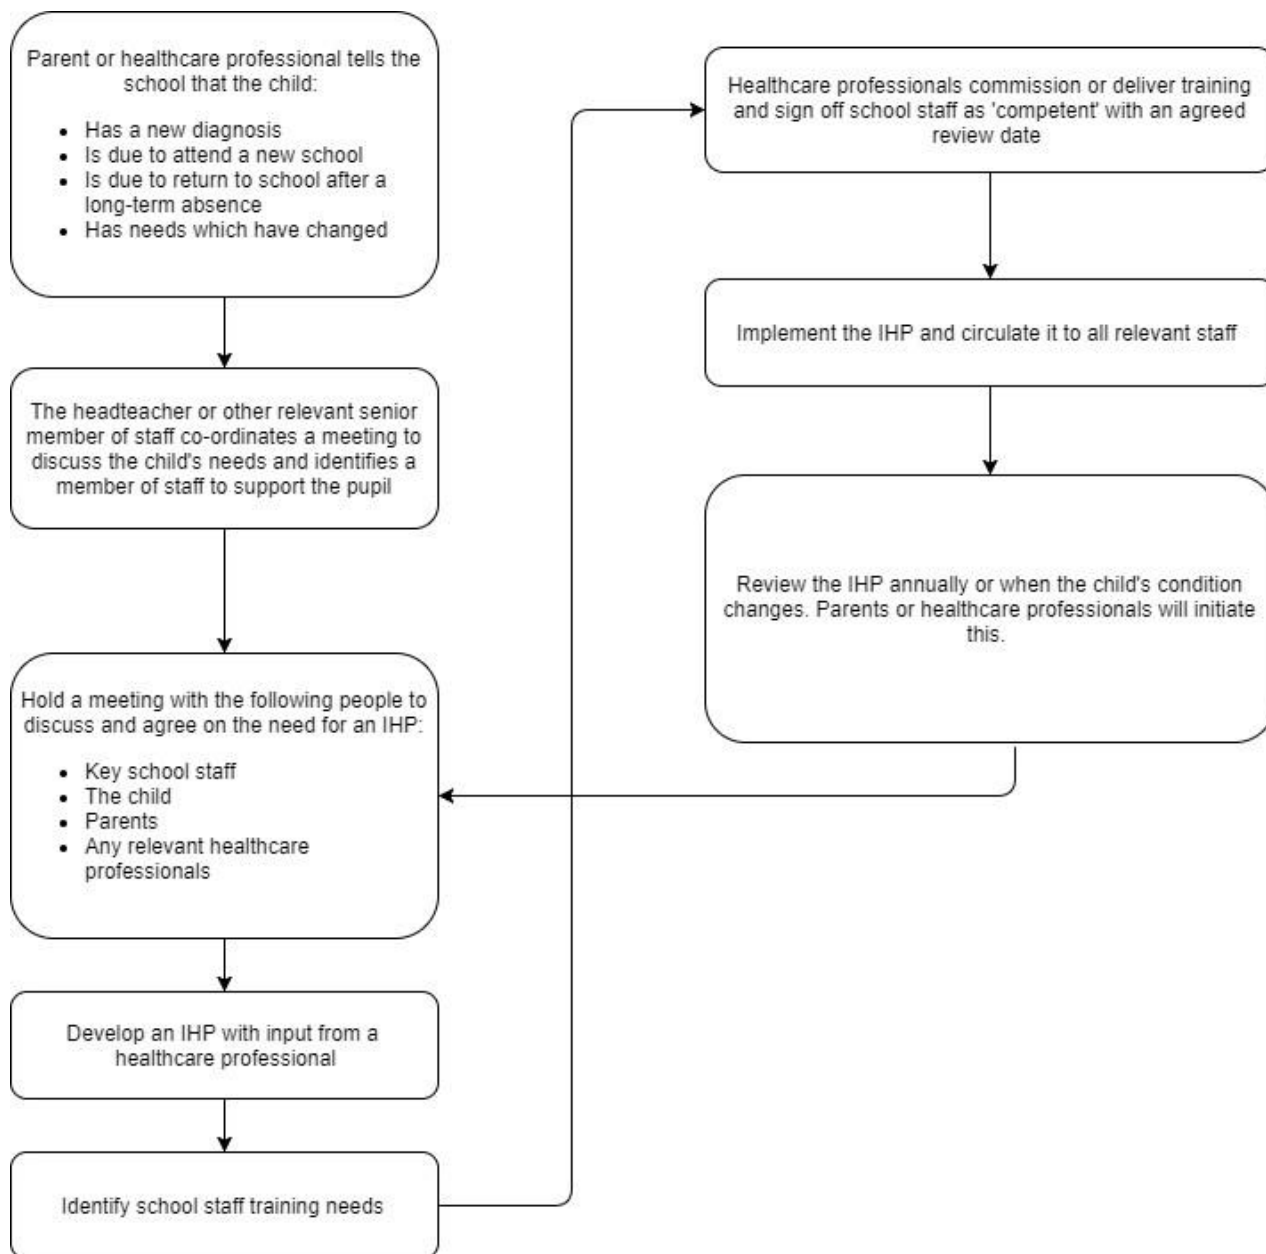 Parent or healthcare professional tells the
school that the child:
• Has a new diagnosis
• Is due to attend a new school
• Is due to return to school after a
long-term absence
• Has needs which have changed
The headteacher or other relevant senior
member of staff co-ordinates a meeting to
discuss the child's needs and identifies a
member of staff to support the pupil
Hold a meeting with the following people to
discuss and agree on the need for an IHP:
• Key school staff
• The child
• Parents
• Any relevant healthcare
professionals
Develop an IHP with input from a
healthcare professional
Identify school staff training needs
Healthcare professionals commission or deliver training
and sign off school staff as 'competent' with an agreed
review date
Implement the IHP and circulate it to all relevant staff
Review the IHP annually or when the child's condition
changes. Parents or healthcare professionals will initiate
this.